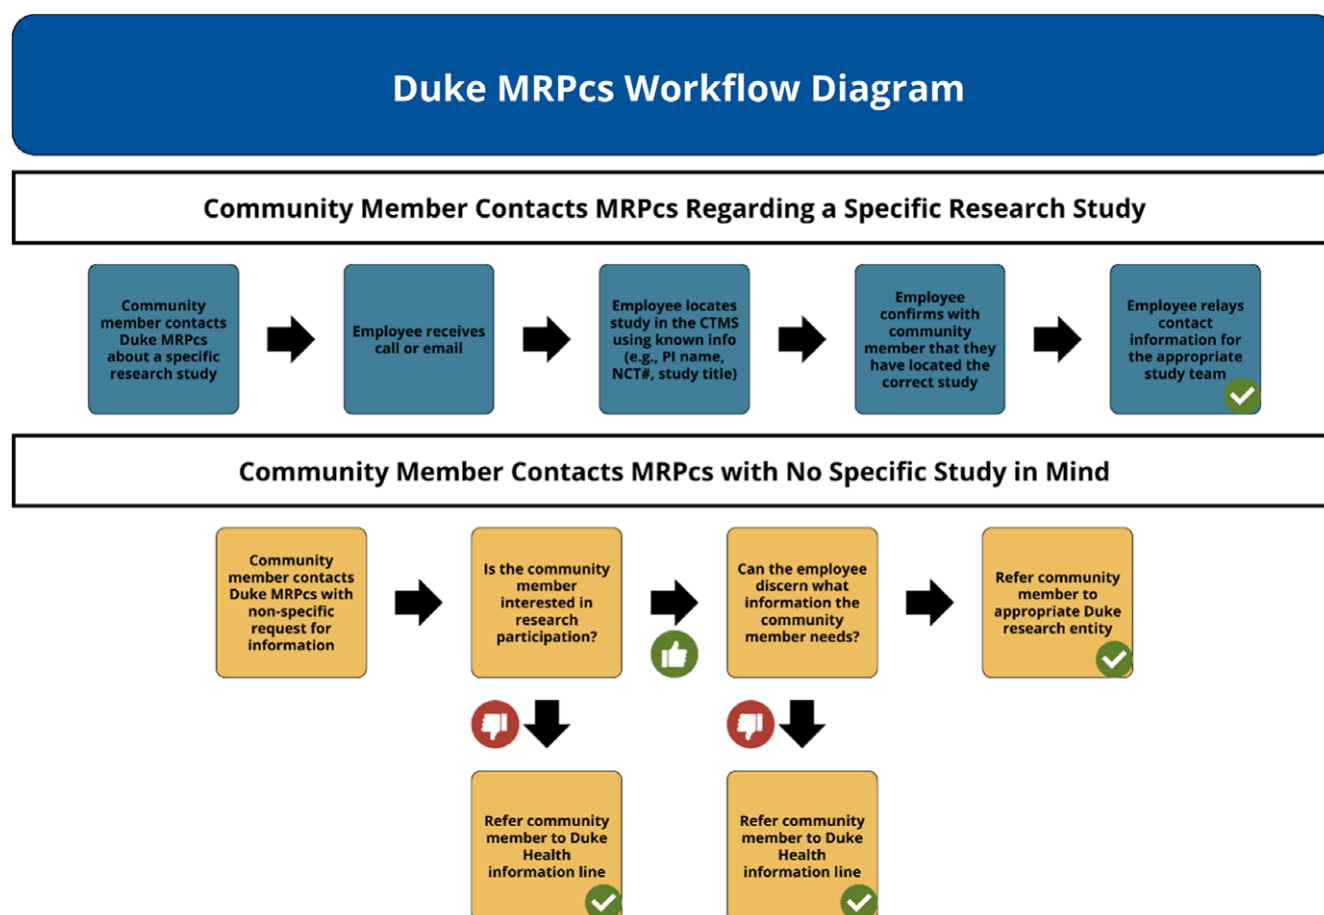 Duke MRPcs Workflow Diagram
Community Member Contacts MRPcs Regarding a Specific Research Study
Community
member contacts
Duke MRPcs
about a specific
research study
Employee receives
call or email
Employee locates
study in the CTMS
using known info
(e.g., PI name,
NCT#, study title)
Employee
confirms with
community
member that they
have located the
correct study
Employee relays
contact
information for
the appropriate
study team
Community Member Contacts MRPcs with No Specific Study in Mind
Community
member contacts
Duke MRPcs with
non-specific
request for
information
Is the community
member
interested in
research
participation?
Can the employee
discern what
information the
community
member needs?
Refer community
member to
appropriate Duke
research entity
Refer community
member to Duke
Health
information line
Refer community
member to Duke
Health
information line